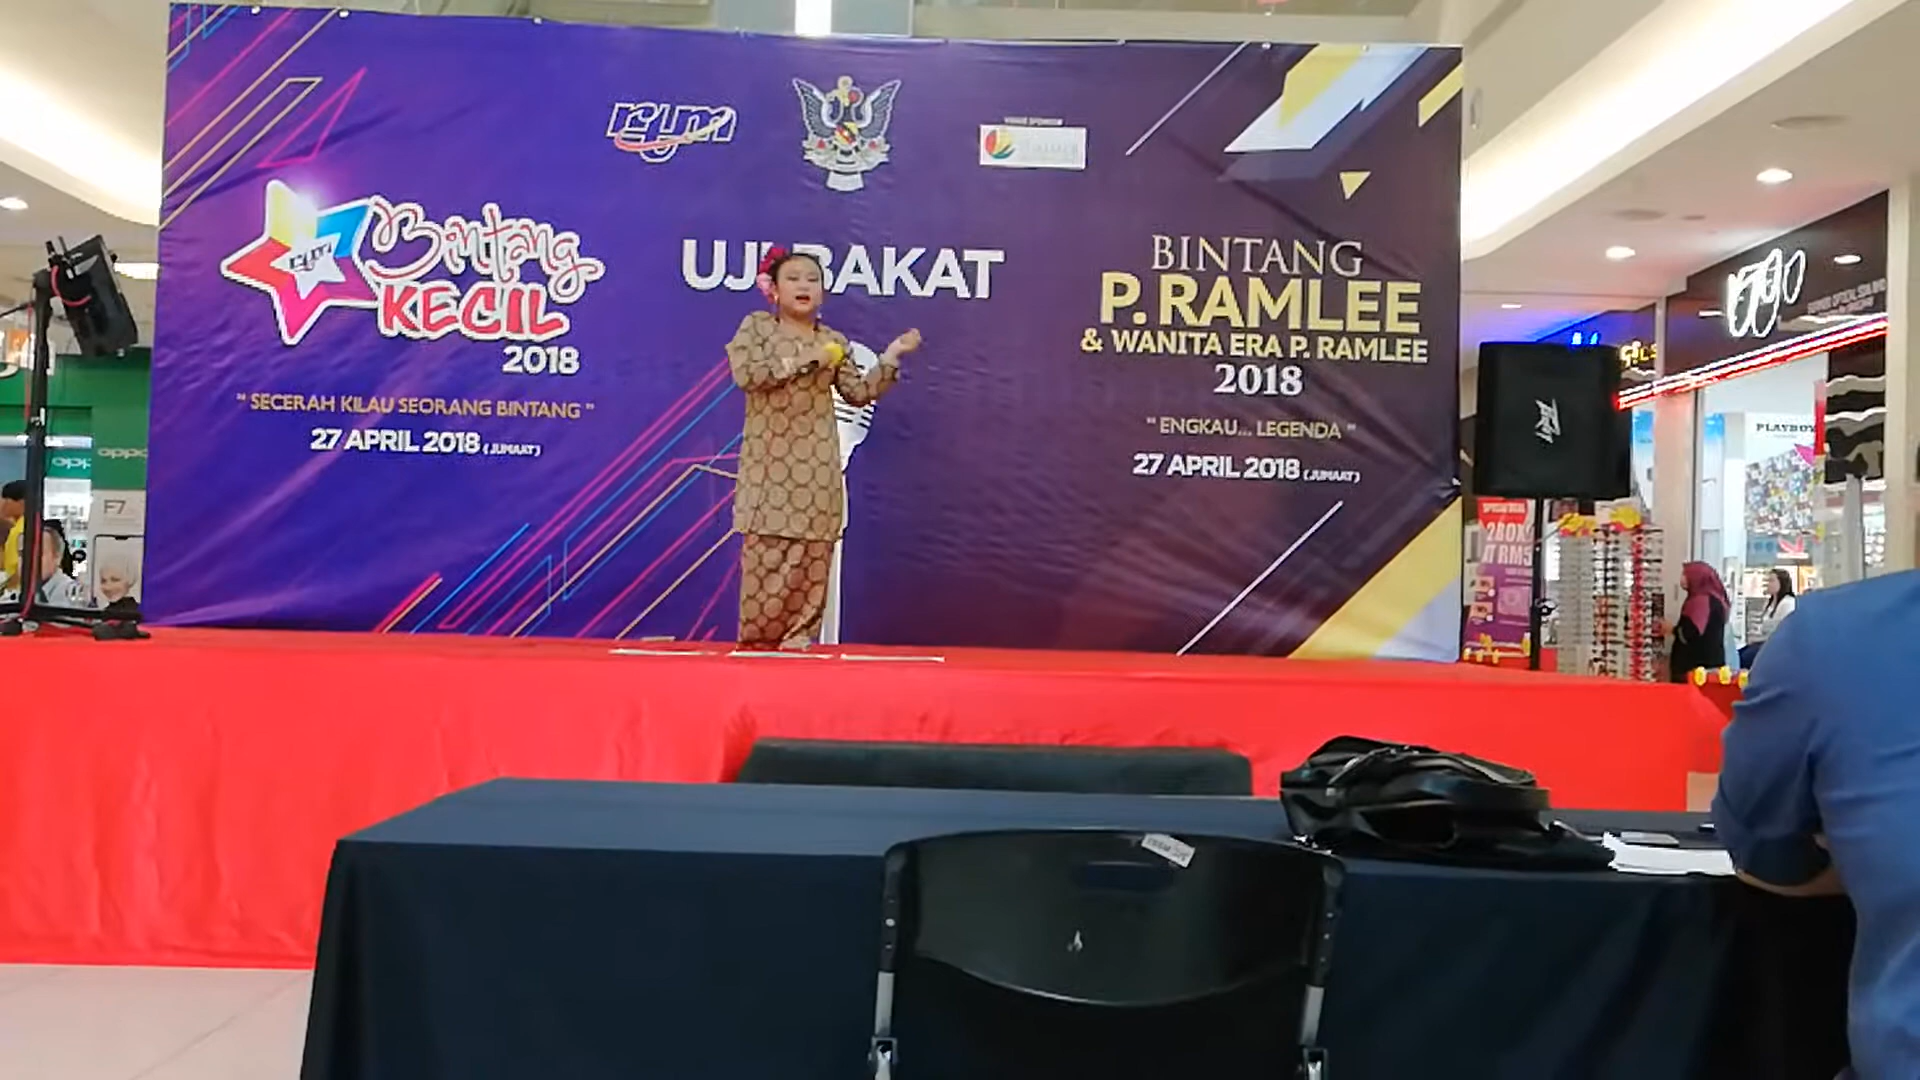 rym
Bintang
KECIL
2018
" SECERAH KILAU SEORANG BINTANG "
27 APRIL 2018 (JUMAAT)
UJI BAKAT
BINTANG
P. RAMLEE
& WANITA ERA P. RAMLEE
2018
" ENGKAU... LEGENDA "
27 APRIL 2018 (JUMAAT)
oppo
F7
PLAYBOY